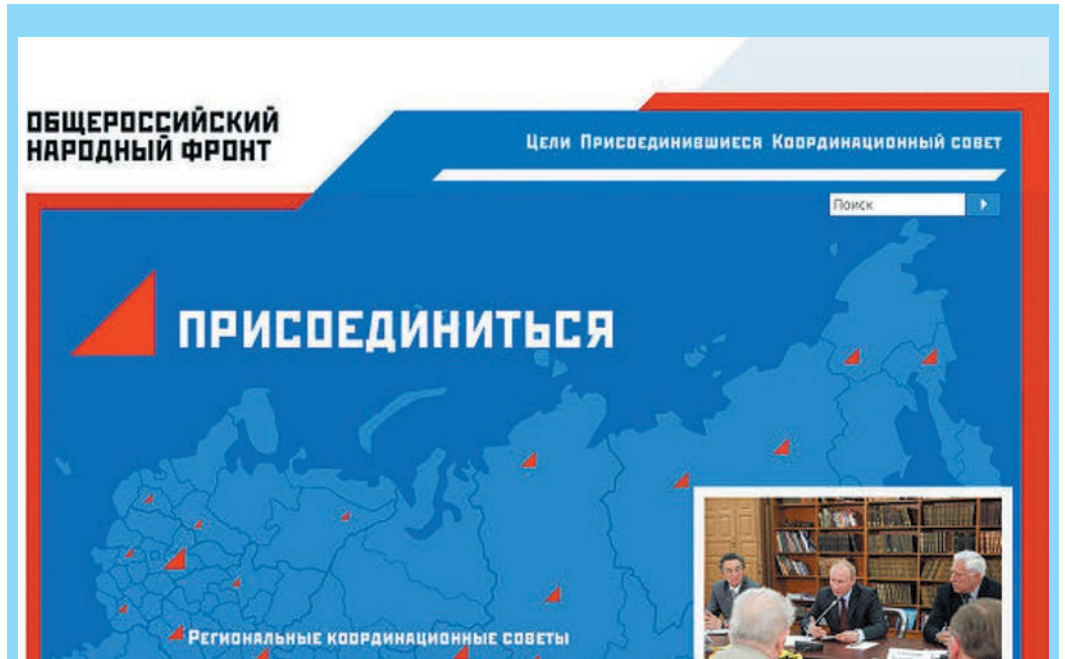 ОБЩЕРОССИЙСКИЙ
НАРОДНЫЙ ФРОНТ
Цели Присоединившиеся Координационный совет
Поиск
ПРИСОЕДИНИТЬСЯ
Региональные координационные советы